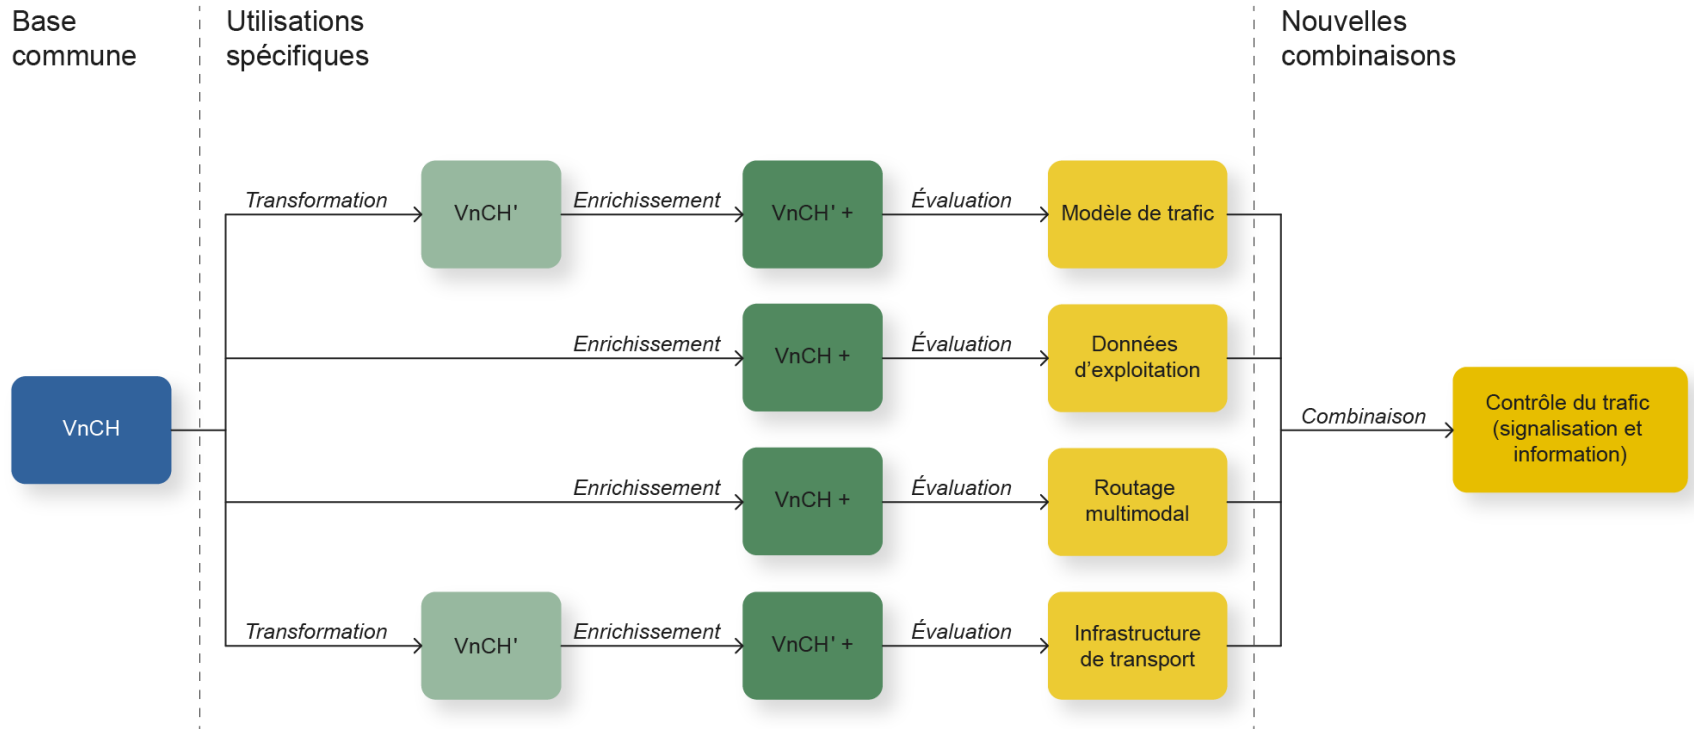 Base
commune
Utilisations
spécifiques
Nouvelles
combinaisons
Transformation
VnCH'
Enrichissement
VnCH' +
Évaluation
Modèle de trafic
Enrichissement
VnCH +
Évaluation
Données
d’exploitation
VnCH
Combinaison
Contrôle du trafic
(signalisation et
information)
Enrichissement
VnCH +
Évaluation
Routage
multimodal
Transformation
VnCH'
Enrichissement
VnCH' +
Évaluation
Infrastructure
de transport